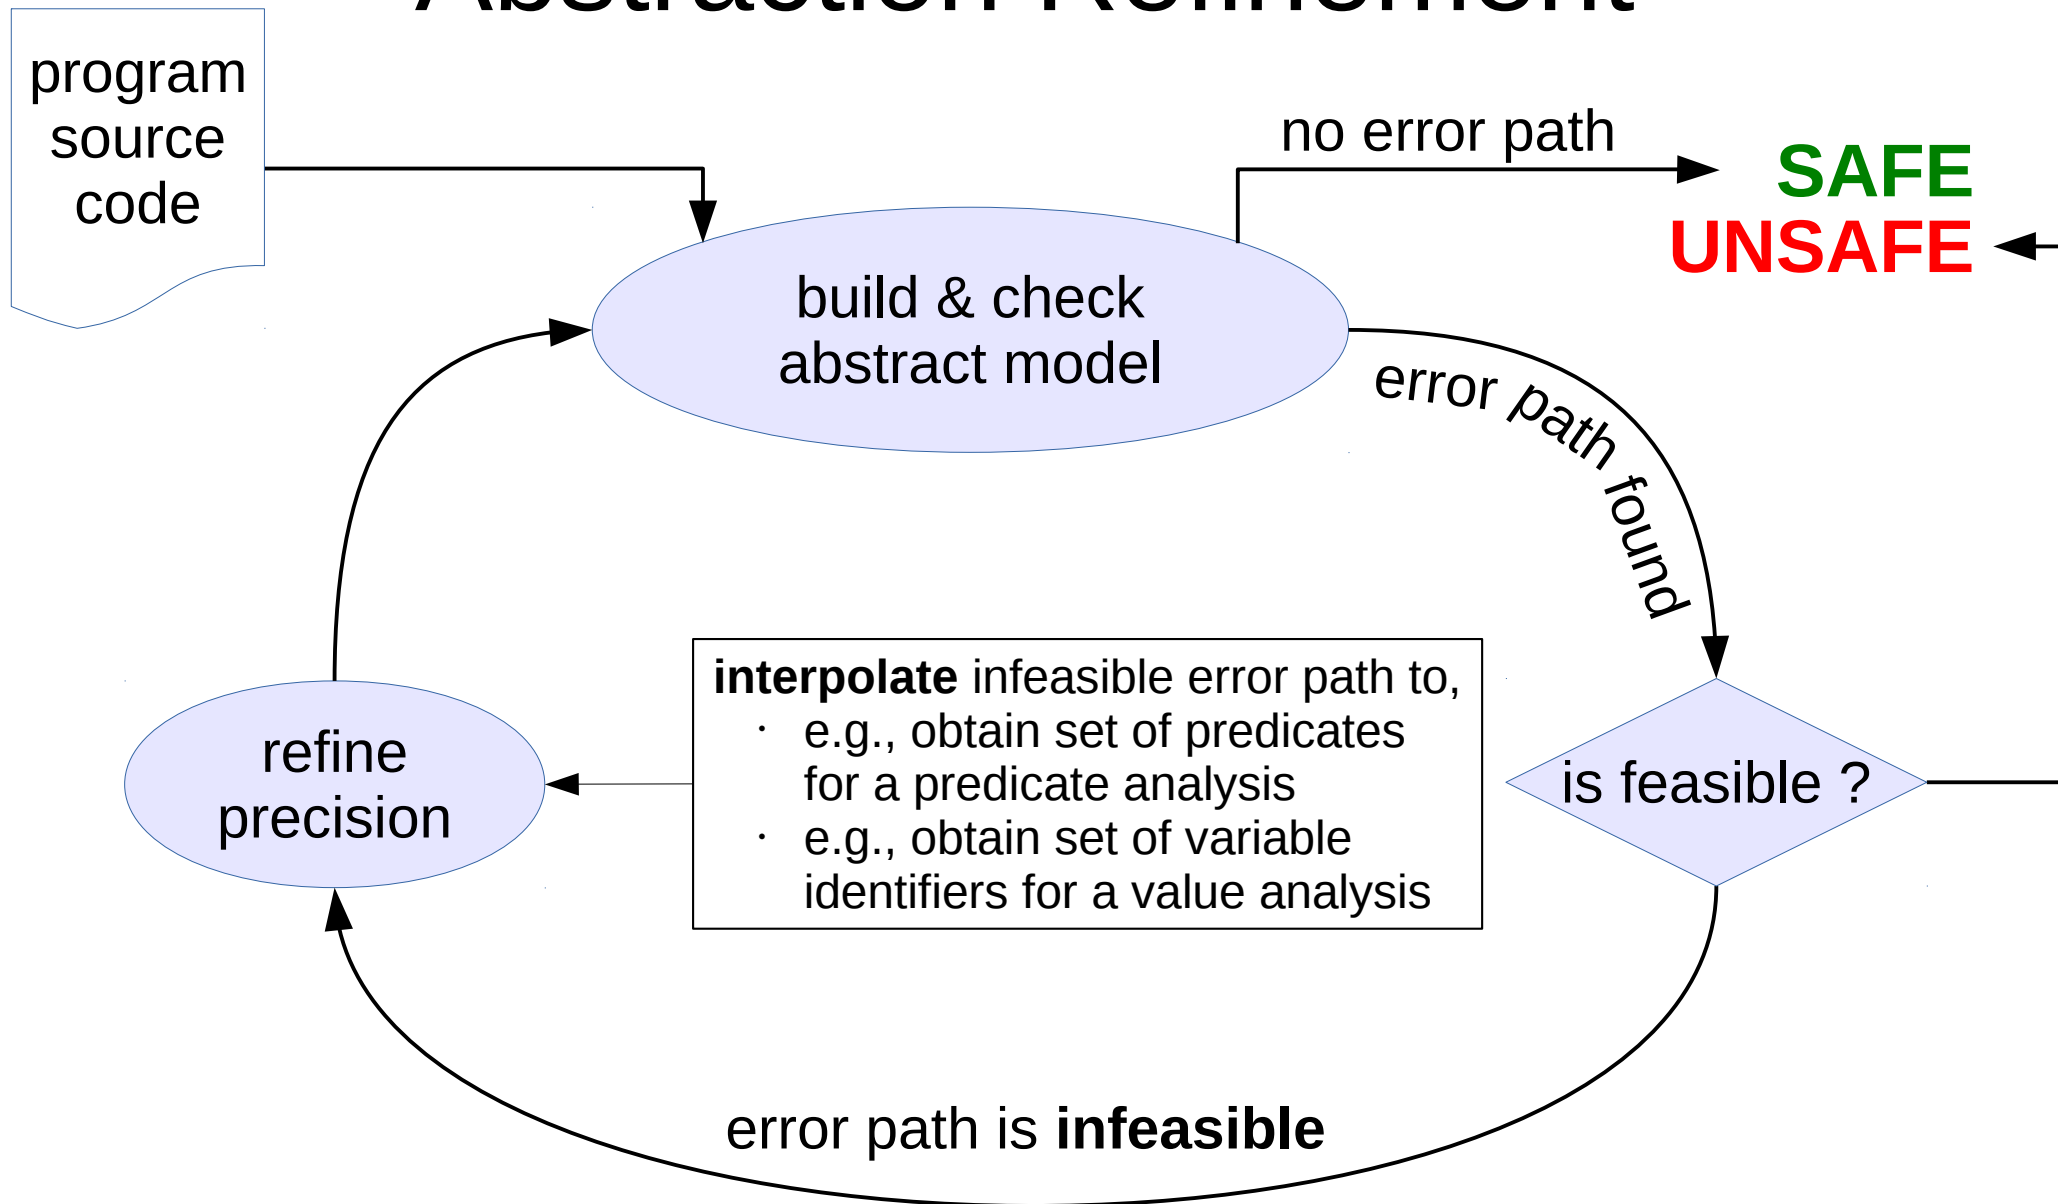 Abstraction Refinement
program
source
code
no error path
SAFE
UNSAFE
build & check
abstract model
error path found
interpolate infeasible error path to,
· e.g., obtain set of predicates
for a predicate analysis
· e.g., obtain set of variable
identifiers for a value analysis
refine
precision
is feasible ?
error path is infeasible